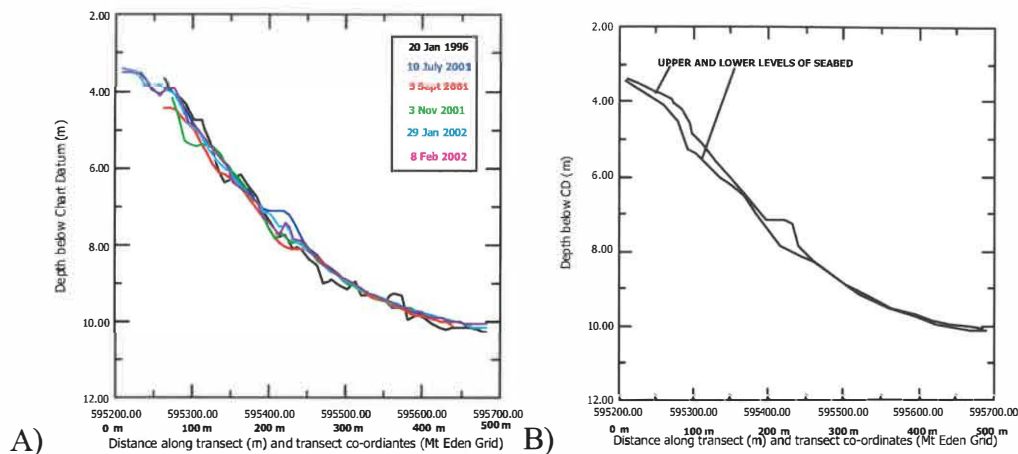 2.00
4.00
6.00
8.00
10.00
12.00
Depth below Chart Datum (m)
20 Jan 1996
10 July 2001
3 Sept 2001
3 Nov 2001
29 Jan 2002
8 Feb 2002
595200.00 595300.00 595400.00 595500.00 595600.00 595700.00
0 m 100 m 200 m 300 m 400 m 500 m
Distance along transect (m) and transect co-ordiantes (Mt Eden Grid)
A)
2.00
4.00
6.00
8.00
10.00
12.00
Depth below CD (m)
UPPER AND LOWER LEVELS OF SEABED
595200.00 595300.00 595400.00 595500.00 595600.00 595700.00
0 m 100 m 200 m 300 m 400 m 500 m
Distance along transect (m) and transect co-ordinates (Mt Eden Grid)
B)